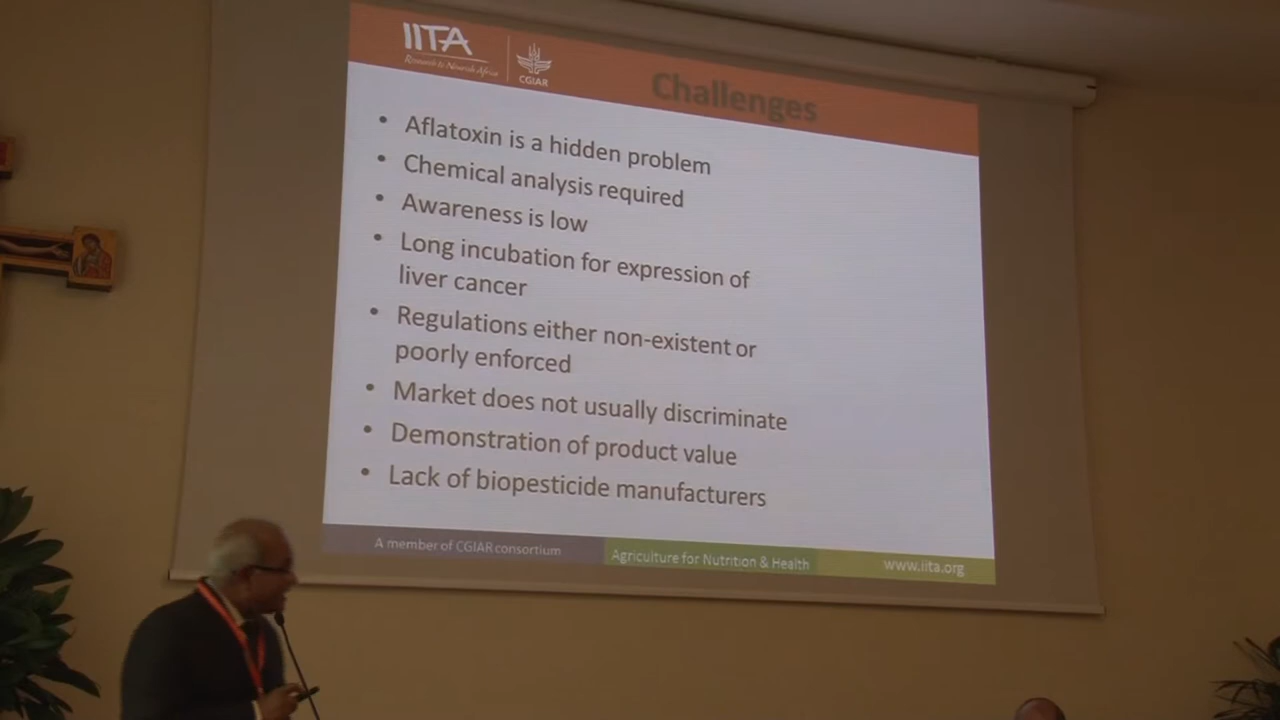 IITA
Research to Nourish Africa
CGIAR
Challenges
• Aflatoxin is a hidden problem
• Chemical analysis required
• Awareness is low
• Long incubation for expression of
liver cancer
• Regulations either non-existent or
poorly enforced
• Market does not usually discriminate
• Demonstration of product value
• Lack of biopesticide manufacturers
A member of CGIAR consortium
Agriculture for Nutrition & Health
www.iita.org